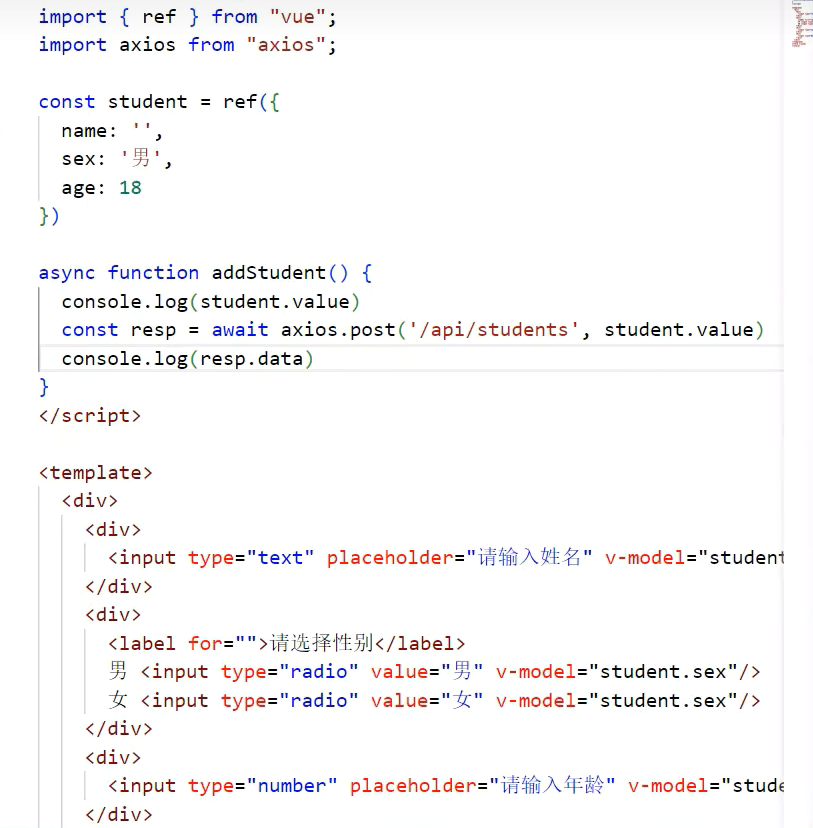 import { ref } from "vue";
import axios from "axios";
const student = ref({
name: '',
sex: '男',
age: 18
})
async function addStudent() {
console.log(student.value)
const resp = await axios.post('/api/students', student.value)
console.log(resp.data)
}
</script>
<template>
<div>
<div>
<input type="text" placeholder="请输入姓名" v-model="student
</div>
<div>
<label for="">请选择性别</label>
男 <input type="radio" value="男" v-model="student.sex"/>
女 <input type="radio" value="女" v-model="student.sex"/>
</div>
<div>
<input type="number" placeholder="请输入年龄" v-model="stude
</div>